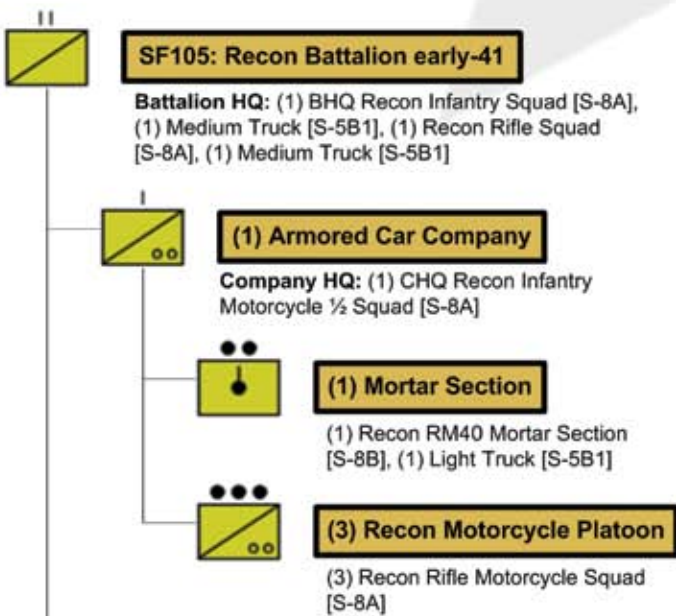 SF105: Recon Battalion early-41
Battalion HQ: (1) BHQ Recon Infantry Squad [S-8A],
(1) Medium Truck [S-5B1], (1) Recon Rifle Squad
[S-8A], (1) Medium Truck [S-5B1]
(1) Armored Car Company
Company HQ: (1) CHQ Recon Infantry
Motorcycle ½ Squad [S-8A]
(1) Mortar Section
(1) Recon RM40 Mortar Section
[S-8B], (1) Light Truck [S-5B1]
(3) Recon Motorcycle Platoon
(3) Recon Rifle Motorcycle Squad
[S-8A]